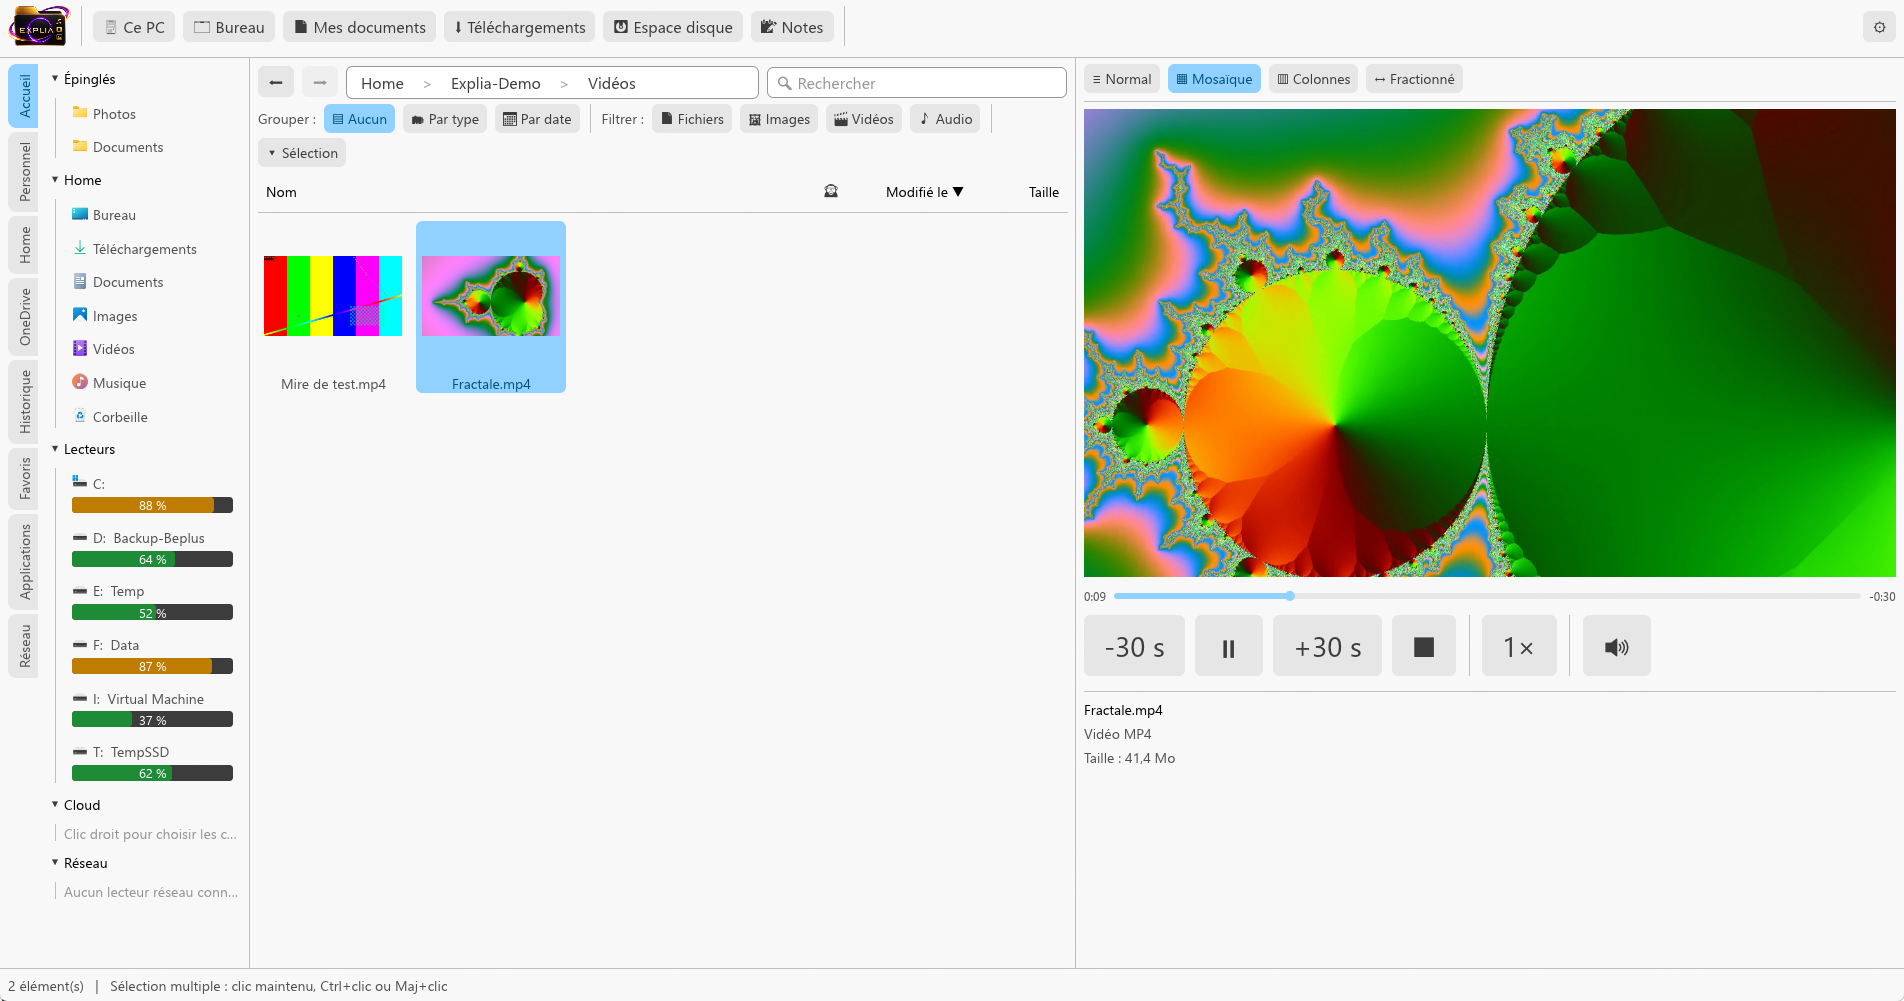 EXPLIA
Ce PC
Bureau
Mes documents
Téléchargements
Espace disque
Notes
Accueil
Personnel
Home
OneDrive
Historique
Favoris
Applications
Réseau
Épinglés
Photos
Documents
Home
Bureau
Téléchargements
Documents
Images
Vidéos
Musique
Corbeille
Lecteurs
C:
88 %
D: Backup-Beplus
64 %
E: Temp
52 %
F: Data
87 %
I: Virtual Machine
37 %
T: TempSSD
62 %
Cloud
Clic droit pour choisir les c...
Réseau
Aucun lecteur réseau conn...
Home > Explia-Demo > Vidéos
Rechercher
Grouper : Aucun Par type Par date Filtrer : Fichiers Images Vidéos Audio
Sélection
Nom Modifié le ▼ Taille
Mire de test.mp4
Fractale.mp4
Normal Mosaïque Colonnes Fractionné
0:09 -0:30
-30 s +30 s 1×
Fractale.mp4
Vidéo MP4
Taille : 41,4 Mo
2 élément(s) | Sélection multiple : clic maintenu, Ctrl+clic ou Maj+clic